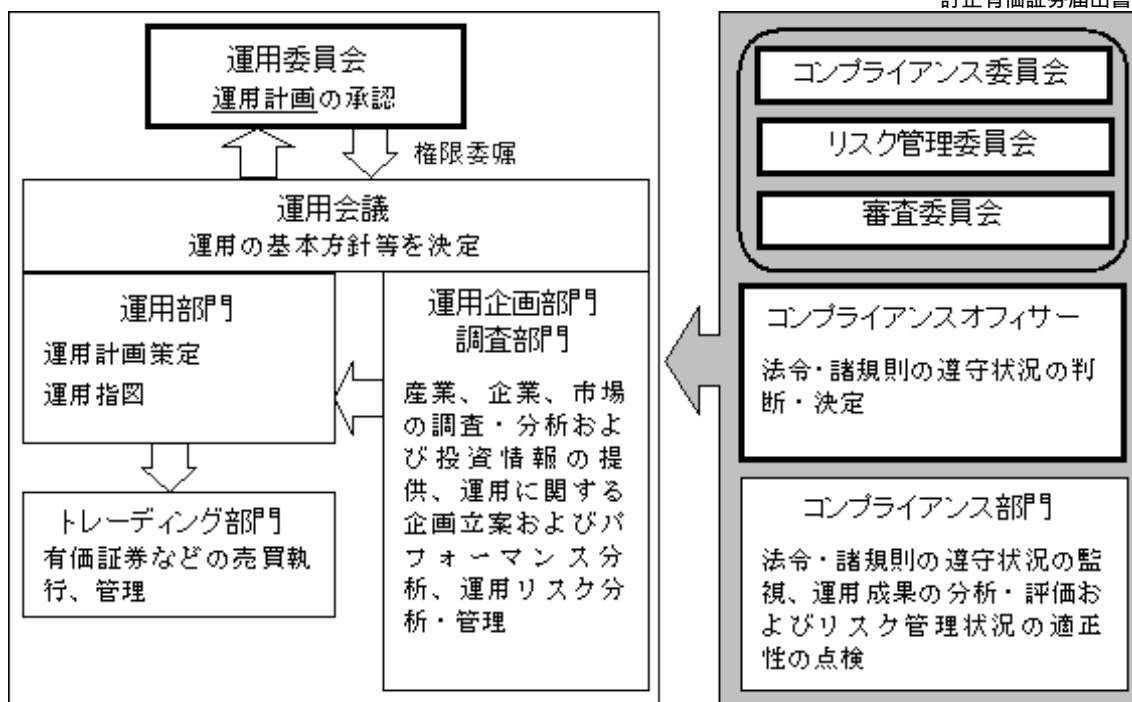 訂正有価証券届出書
運用委員会
運用計画の承認
権限委嘱
運用会議
運用の基本方針等を決定
運用部門
運用計画策定
運用指図
トレーディング部門
有価証券などの売買執
行、管理
運用企画部門
調査部門
産業、企業、市場
の調査・分析およ
び投資情報の提
供、運用に関する
企画立案およびパ
フォーマンス分
析、運用リスク分
析・管理
コンプライアンス委員会
リスク管理委員会
審査委員会
コンプライアンスオフィサー
法令・諸規則の遵守状況の判
断・決定
コンプライアンス部門
法令・諸規則の遵守状況の監
視、運用成果の分析・評価お
よびリスク管理状況の適正
性の点検